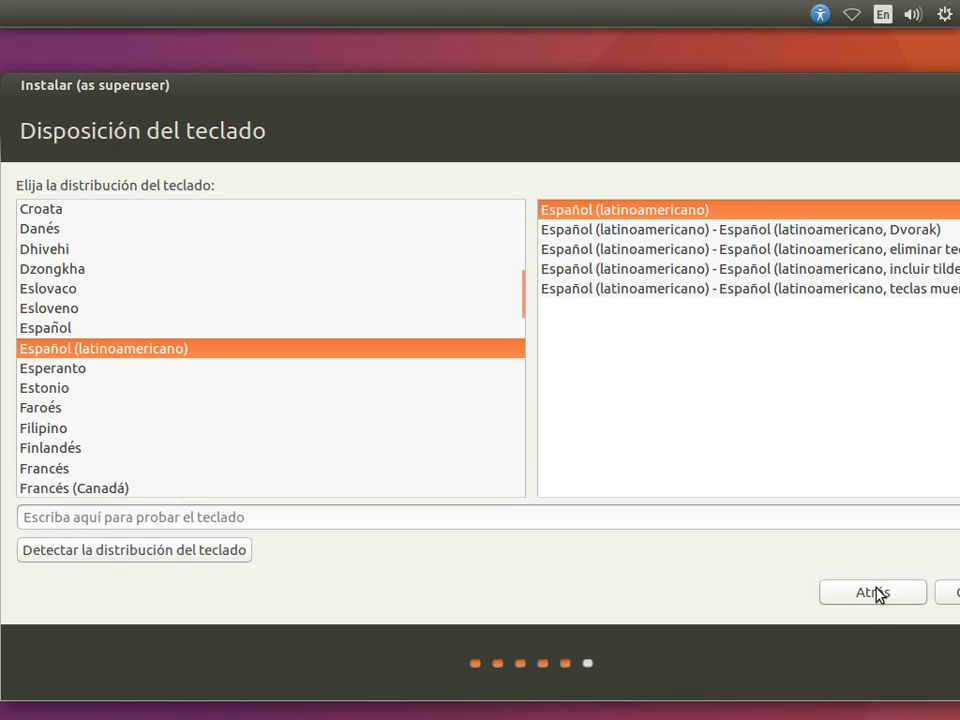 En
Instalar (as superuser)
Disposición del teclado
Elija la distribución del teclado:
Croata
Danés
Dhivehi
Dzongkha
Eslovaco
Esloveno
Español
Español (latinoamericano)
Esperanto
Estonio
Faroés
Filipino
Finlandés
Francés
Francés (Canadá)
Español (latinoamericano)
Español (latinoamericano) - Español (latinoamericano, Dvorak)
Español (latinoamericano) - Español (latinoamericano, eliminar te
Español (latinoamericano) - Español (latinoamericano, incluir tilde
Español (latinoamericano) - Español (latinoamericano, teclas mue
Escriba aquí para probar el teclado
Detectar la distribución del teclado
Atrás